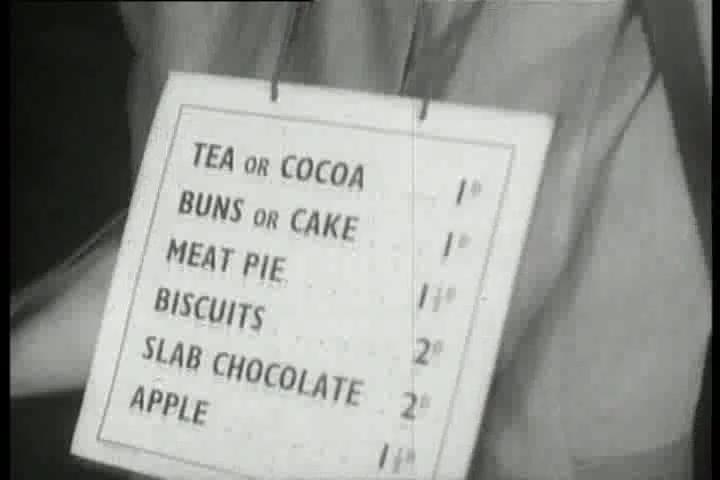 TEA OR COCOA 1D
BUNS OR CAKE 1D
MEAT PIE 1½D
BISCUITS 2D
SLAB CHOCOLATE 2D
APPLE 1½D